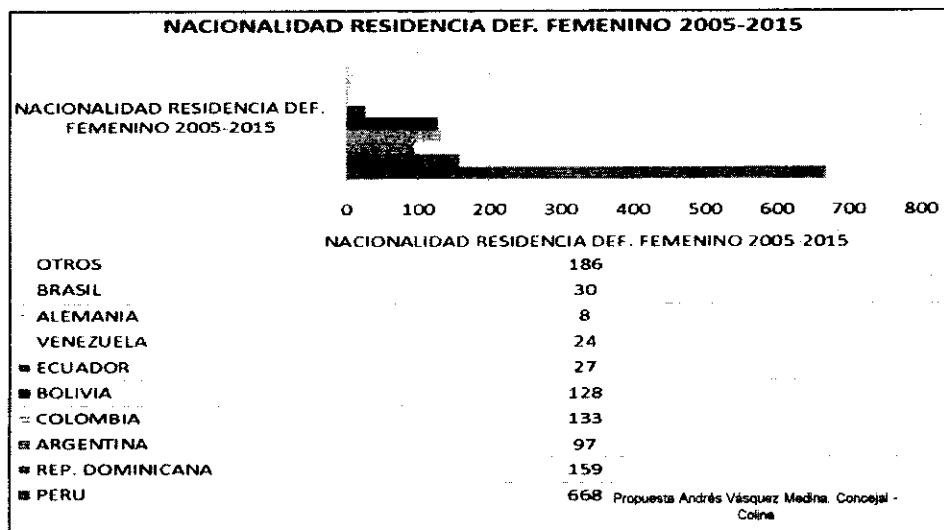 NACIONALIDAD RESIDENCIA DEF. FEMENINO 2005-2015
NACIONALIDAD RESIDENCIA DEF.
FEMENINO 2005-2015
0 100 200 300 400 500 600 700 800
NACIONALIDAD RESIDENCIA DEF. FEMENINO 2005-2015
OTROS 186
BRASIL 30
ALEMANIA 8
VENEZUELA 24
ECUADOR 27
BOLIVIA 128
COLOMBIA 133
ARGENTINA 97
REP. DOMINICANA 159
PERU 668
Propuesta Andrés Vásquez Medina. Concejal -
Colina